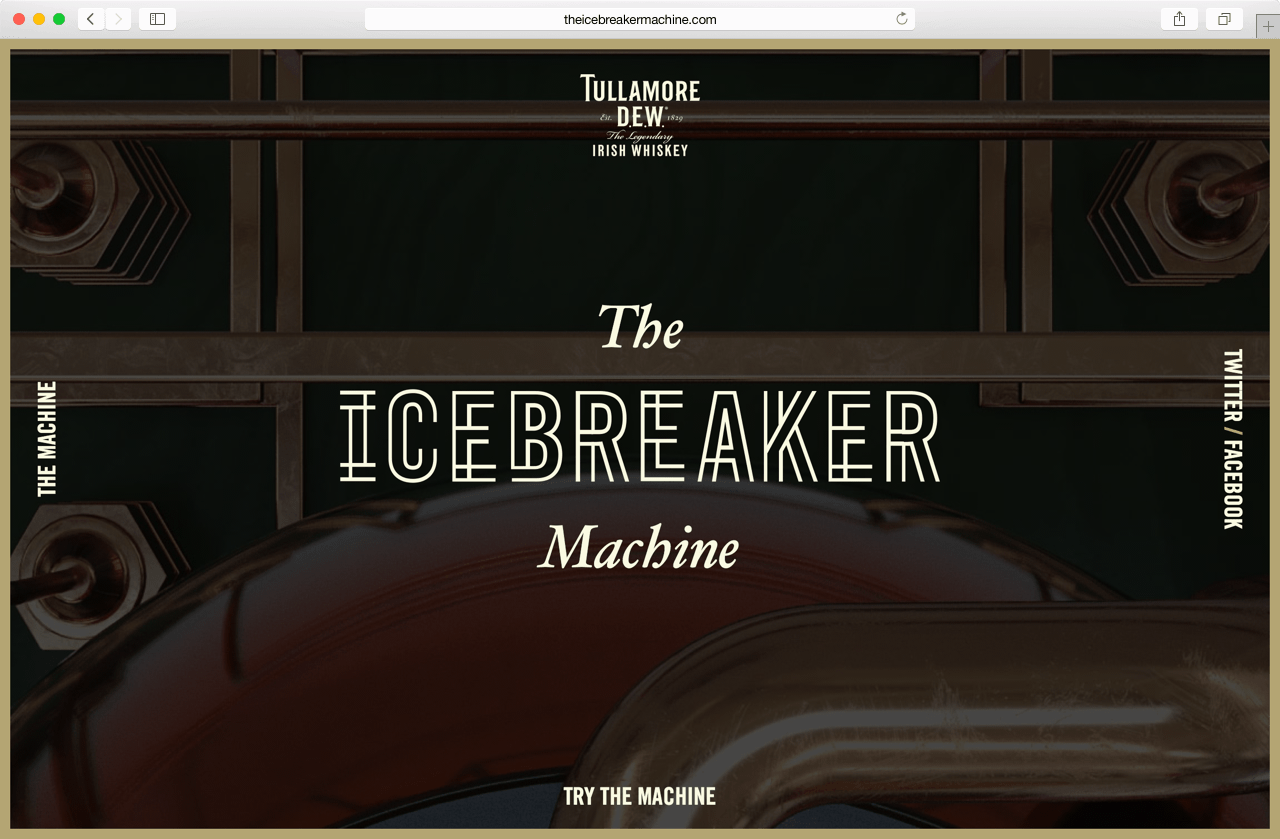 theicebreakermachine.com
TULLAMORE
Est. D.E.W. 1829
The Legendary
IRISH WHISKEY
The
ICEBREAKER
Machine
THE MACHINE
TWITTER / FACEBOOK
TRY THE MACHINE